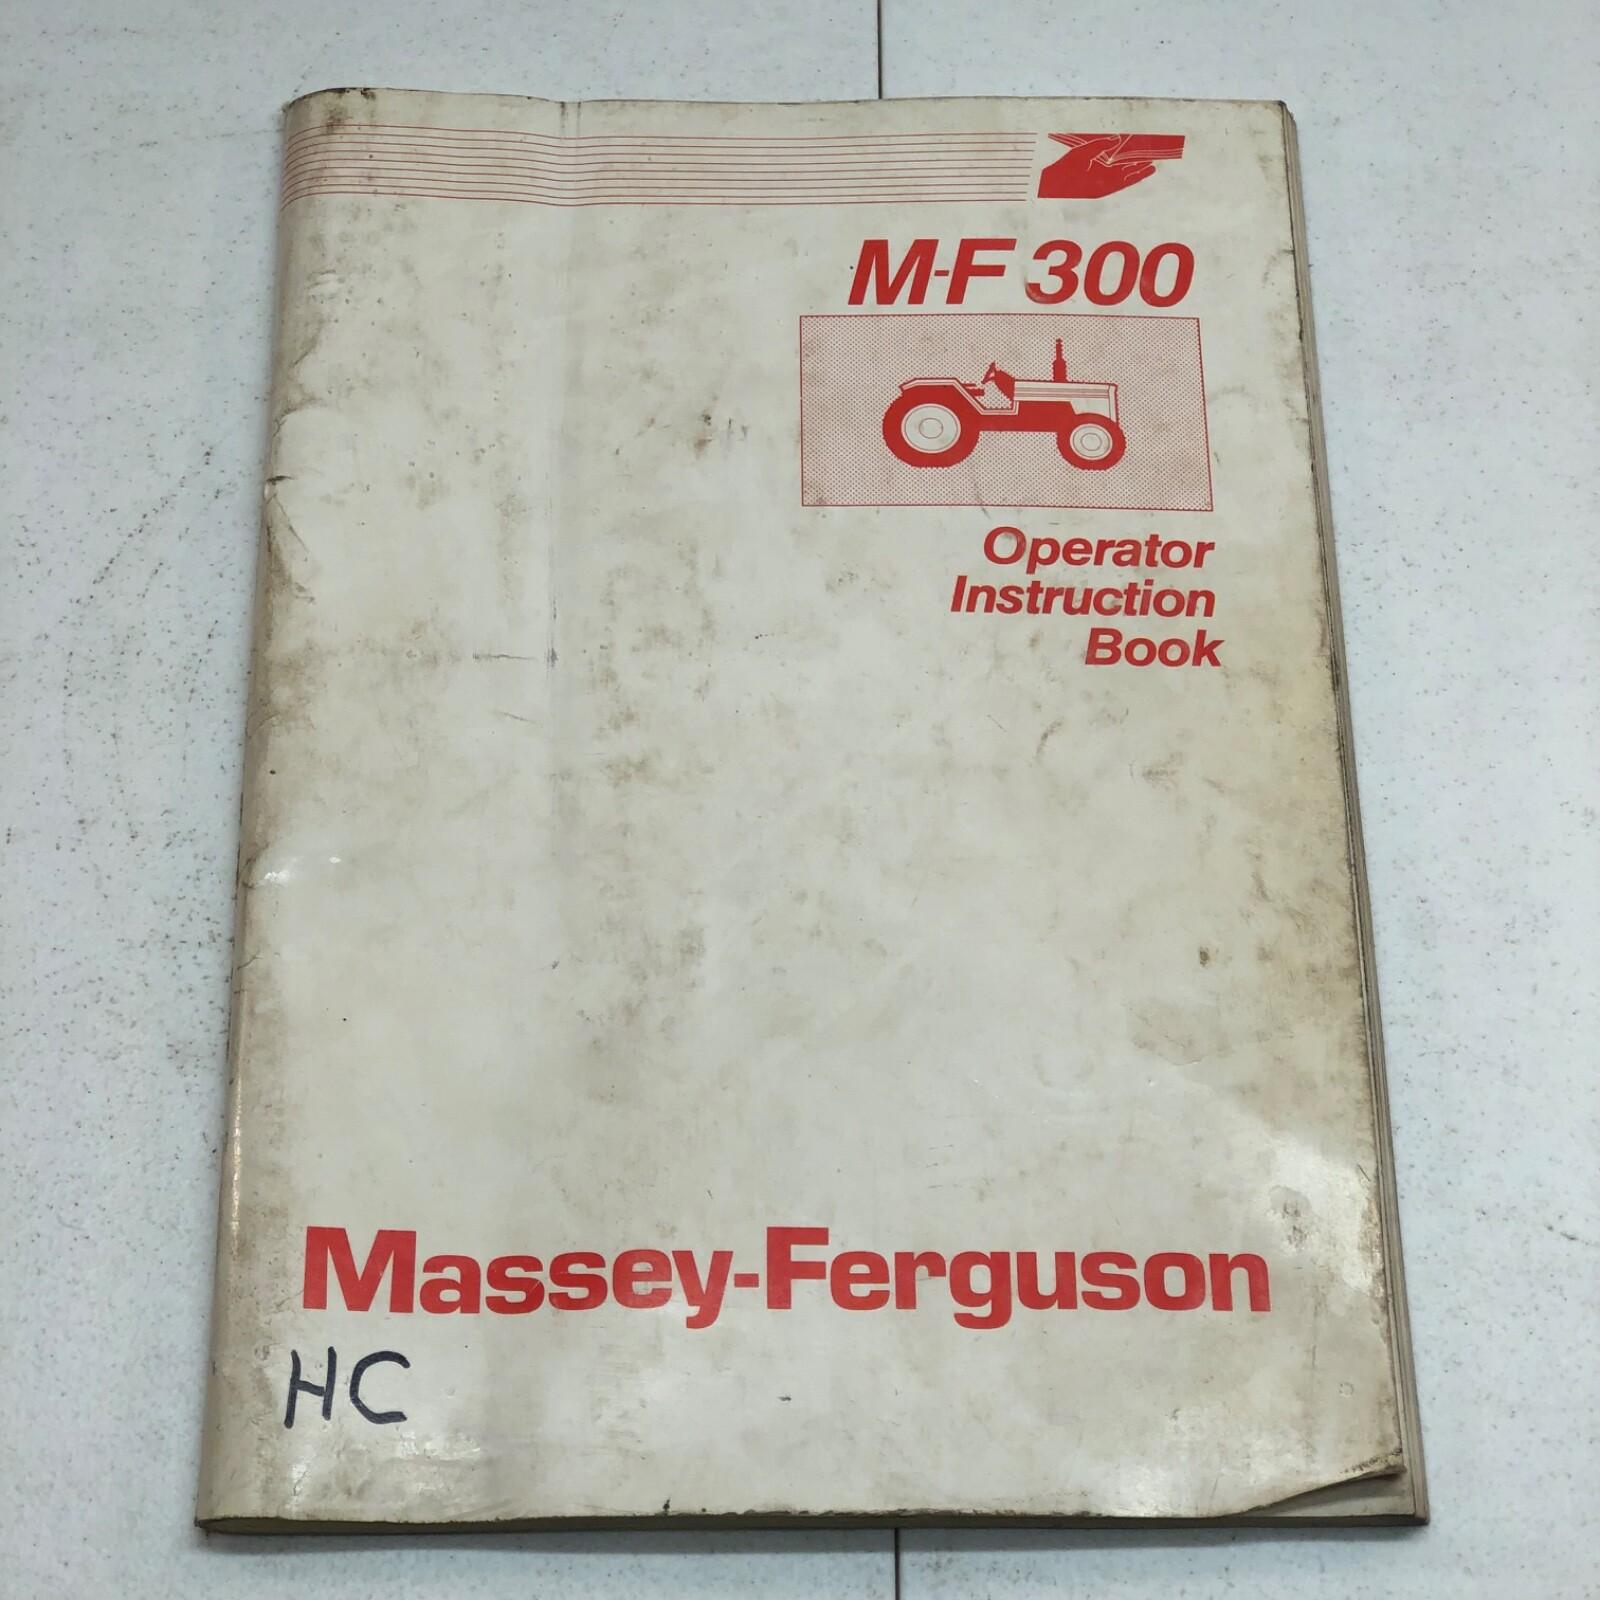 M-F 300
Operator
Instruction
Book
Massey-Ferguson
HC